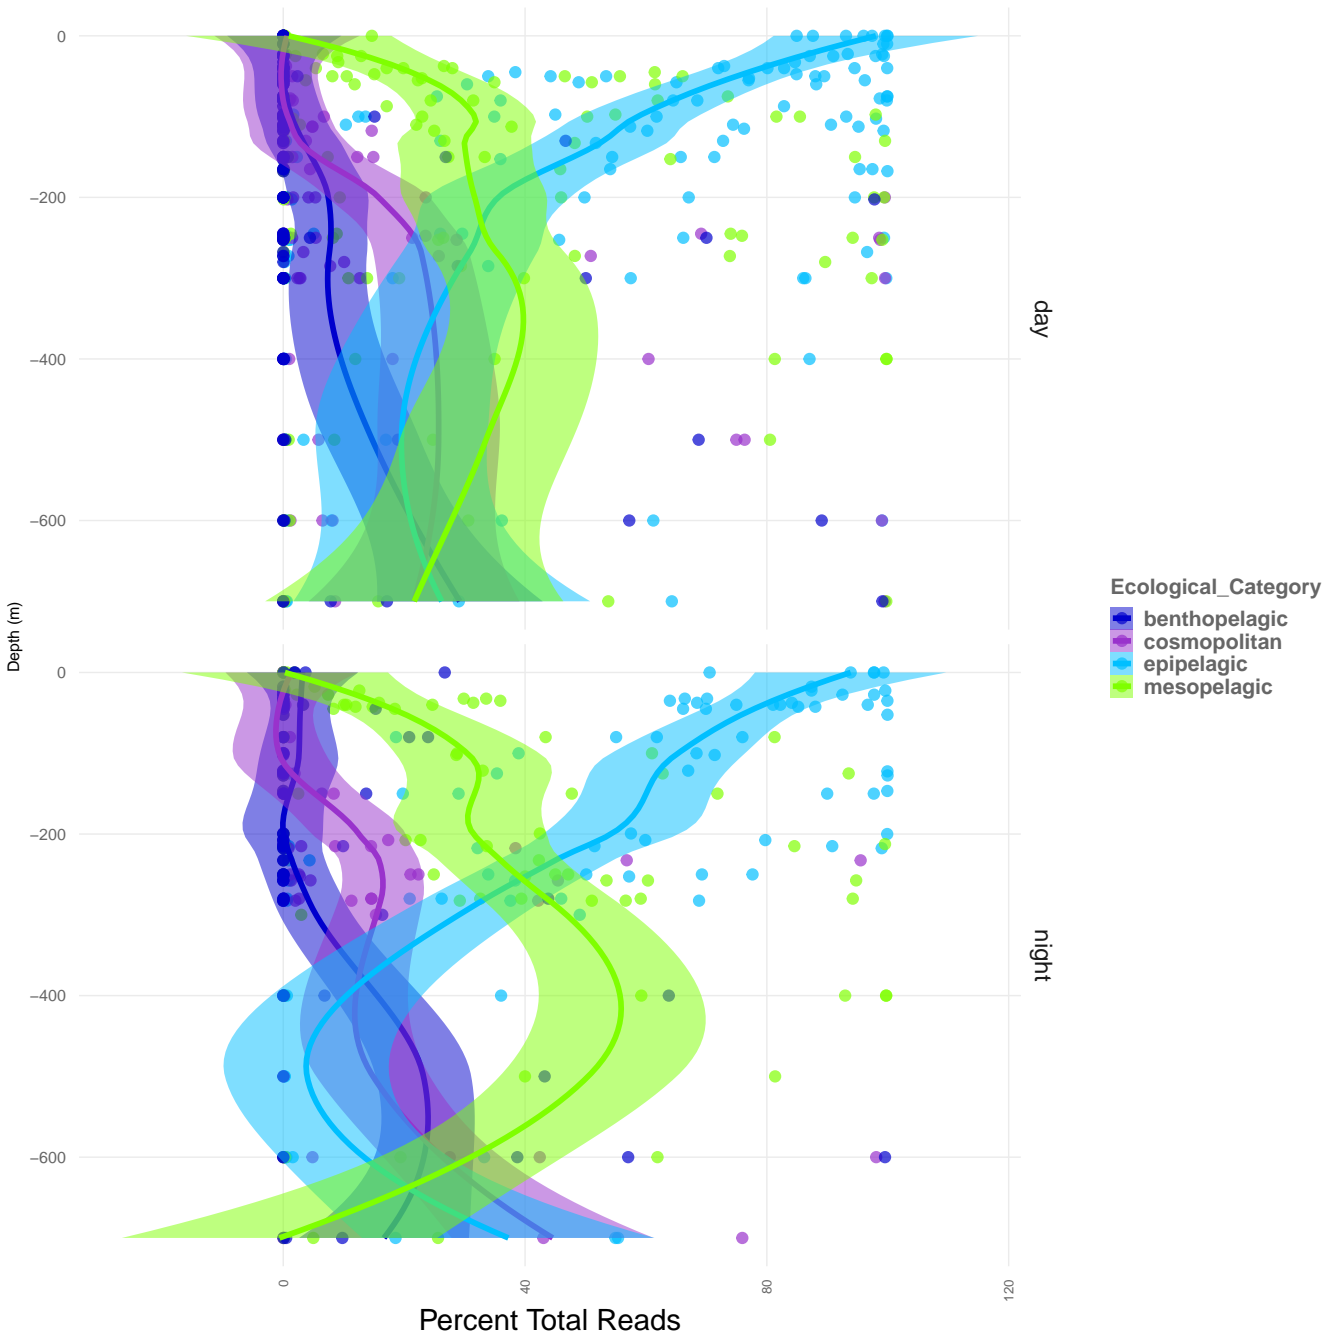 0
−200
−400
−600
day
Depth (m)
0
−200
−400
−600
night
0
40
80
120
Percent Total Reads
Ecological_Category
benthopelagic
cosmopolitan
epipelagic
mesopelagic